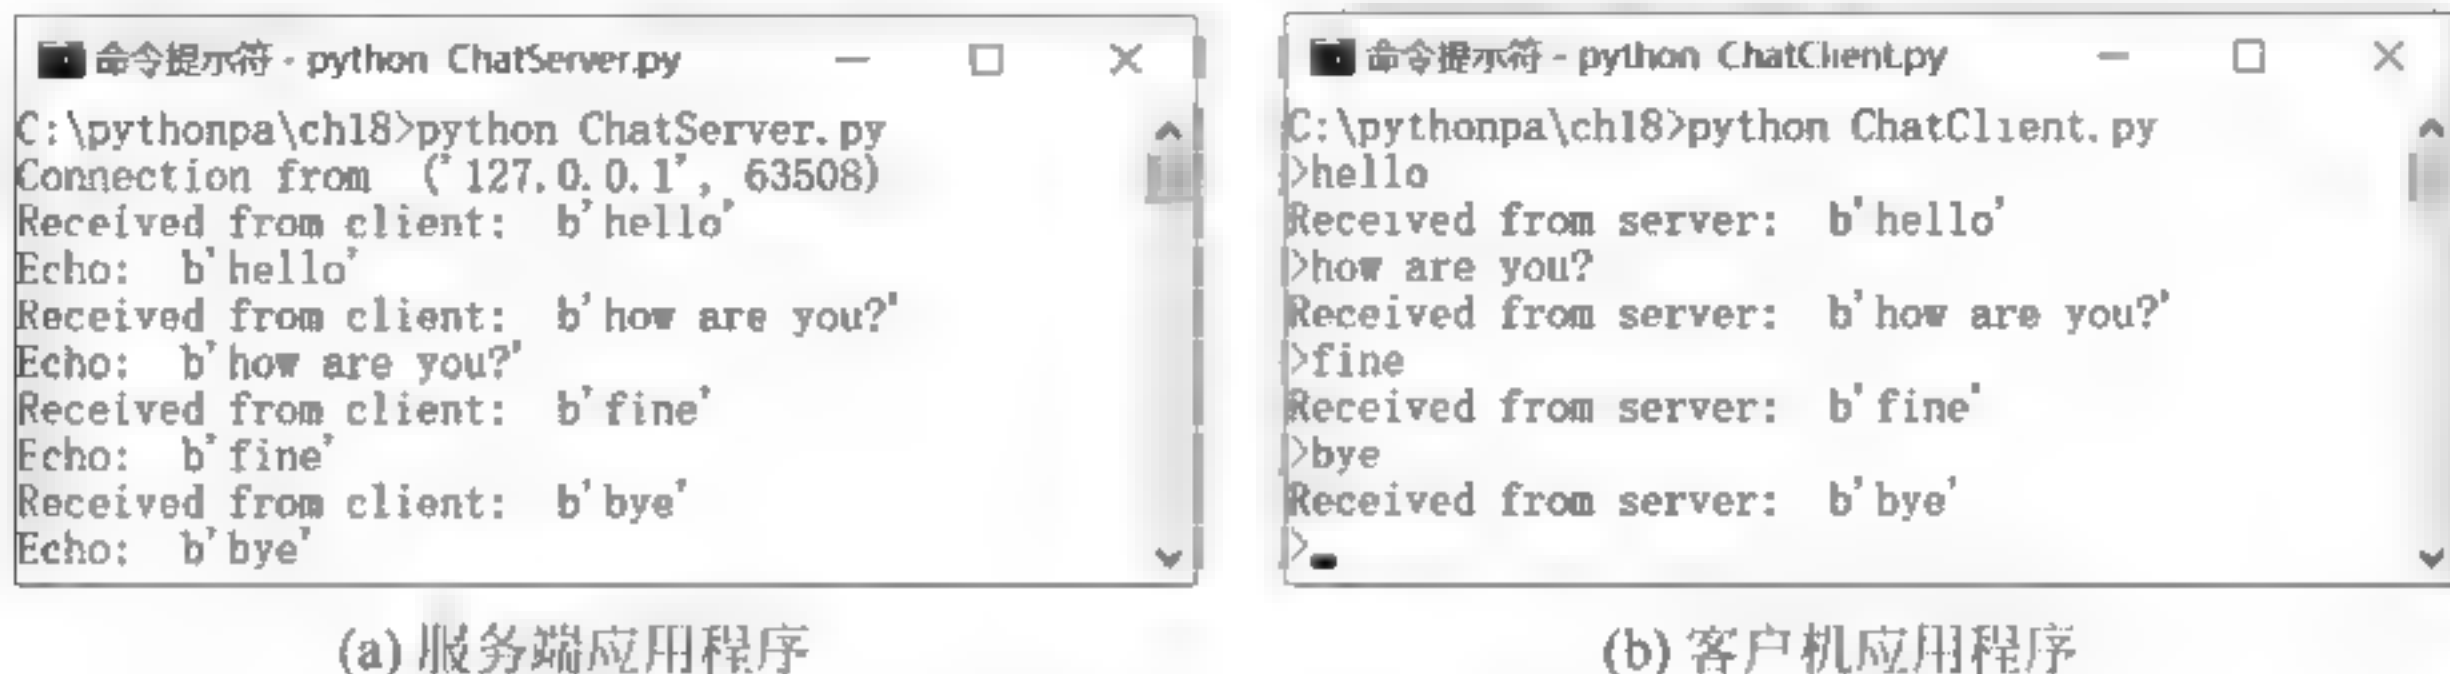 命令提示符 - python ChatServer.py
C:\pythonpa\ch18>python ChatServer.py
Connection from  ('127.0.0.1', 63508)
Received from client:  b'hello'
Echo:  b'hello'
Received from client:  b'how are you?'
Echo:  b'how are you?'
Received from client:  b'fine'
Echo:  b'fine'
Received from client:  b'bye'
Echo:  b'bye'
(a) 服务端应用程序
命令提示符 - python ChatClient.py
C:\pythonpa\ch18>python ChatClient.py
>hello
Received from server:  b'hello'
>how are you?
Received from server:  b'how are you?'
>fine
Received from server:  b'fine'
>bye
Received from server:  b'bye'
>
(b) 客户机应用程序